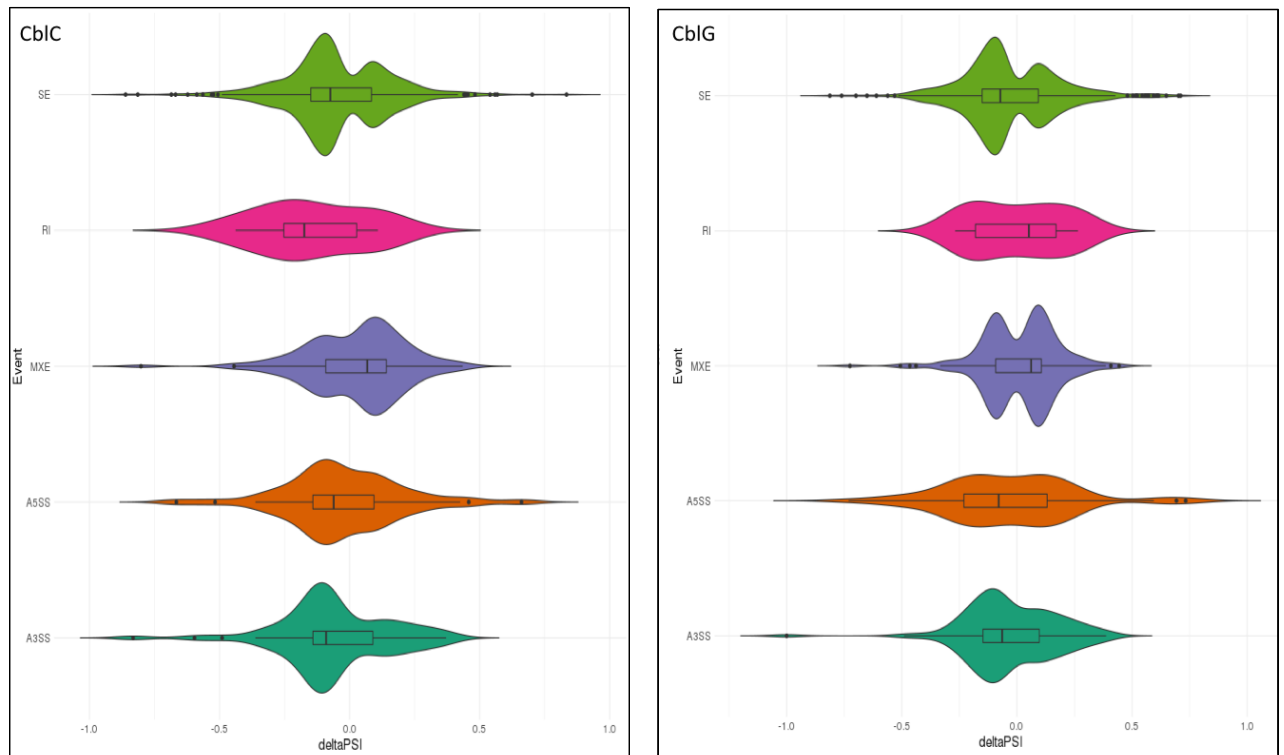 CblC
SE
RI
MXE
A5SS
A3SS
Event
-1.0 -0.5 0.0 0.5 1.0
deltaPSI
CblG
SE
RI
MXE
A5SS
A3SS
Event
-1.0 -0.5 0.0 0.5 1.0
deltaPSI